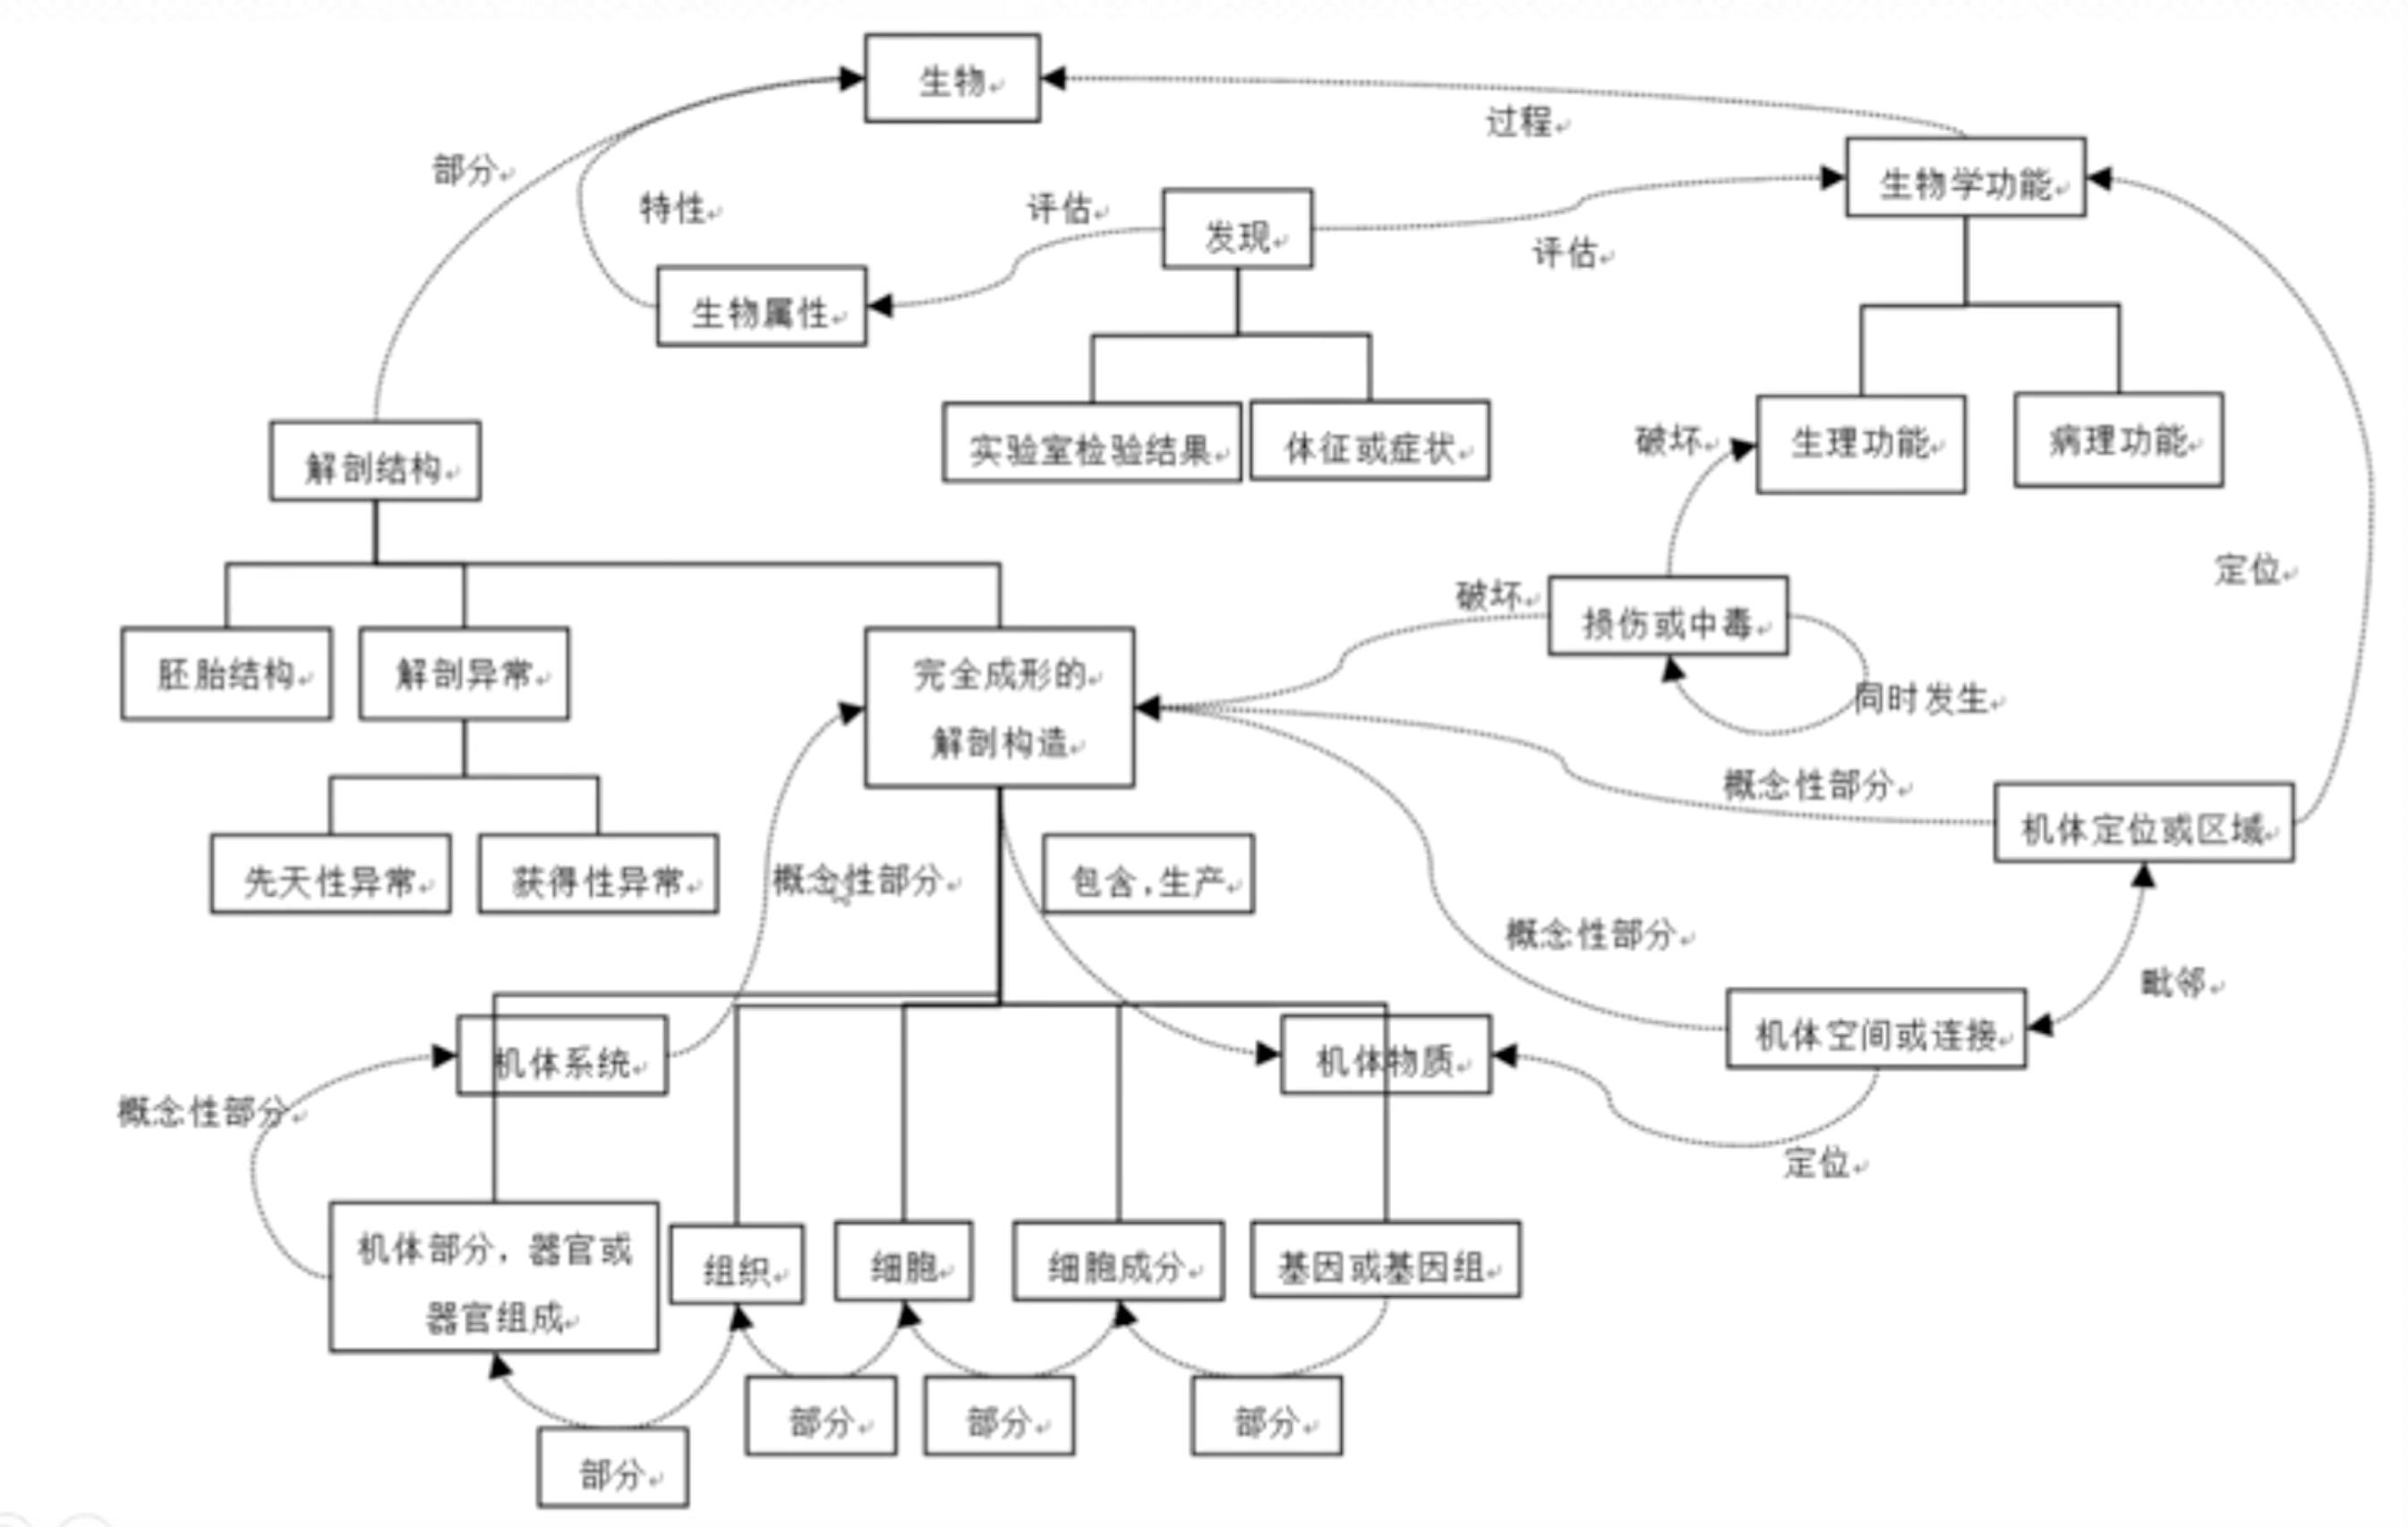 生物
过程
部分
生物学功能
特性
评估
发现
评估
生物属性
实验室检验结果
体征或症状
破坏
生理功能
病理功能
解剖结构
定位
破坏
损伤或中毒
胚胎结构
解剖异常
完全成形的
解剖构造
同时发生
概念性部分
机体定位或区域
先天性异常
获得性异常
概念性部分
包含,生产
概念性部分
毗邻
机体系统
机体物质
机体空间或连接
概念性部分
定位
机体部分,器官或
器官组成
组织
细胞
细胞成分
基因或基因组
部分
部分
部分
部分